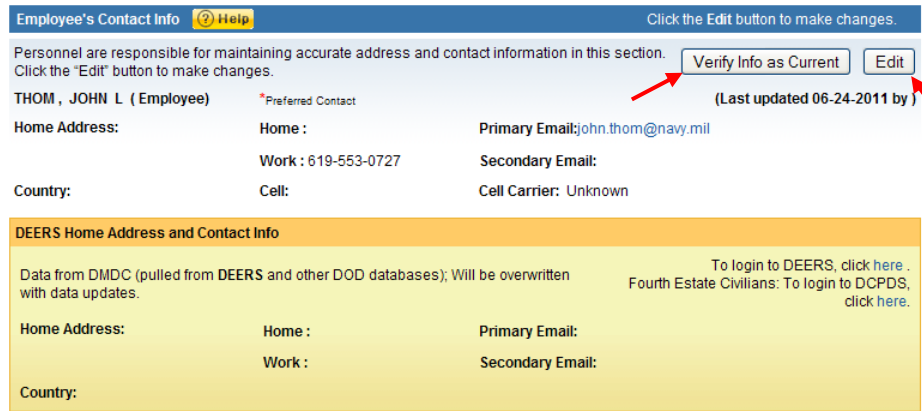 Employee's Contact Info ? Help Click the Edit button to make changes.
Personnel are responsible for maintaining accurate address and contact information in this section.
Click the "Edit" button to make changes.
Verify Info as Current Edit
THOM , JOHN L ( Employee) *Preferred Contact (Last updated 06-24-2011 by )
Home Address: Home : Primary Email:john.thom@navy.mil
Work : 619-553-0727 Secondary Email:
Country: Cell: Cell Carrier: Unknown
DEERS Home Address and Contact Info
Data from DMDC (pulled from DEERS and other DOD databases); Will be overwritten
with data updates.
To login to DEERS, click here .
Fourth Estate Civilians: To login to DCPDS,
click here.
Home Address: Home : Primary Email:
Work : Secondary Email:
Country: